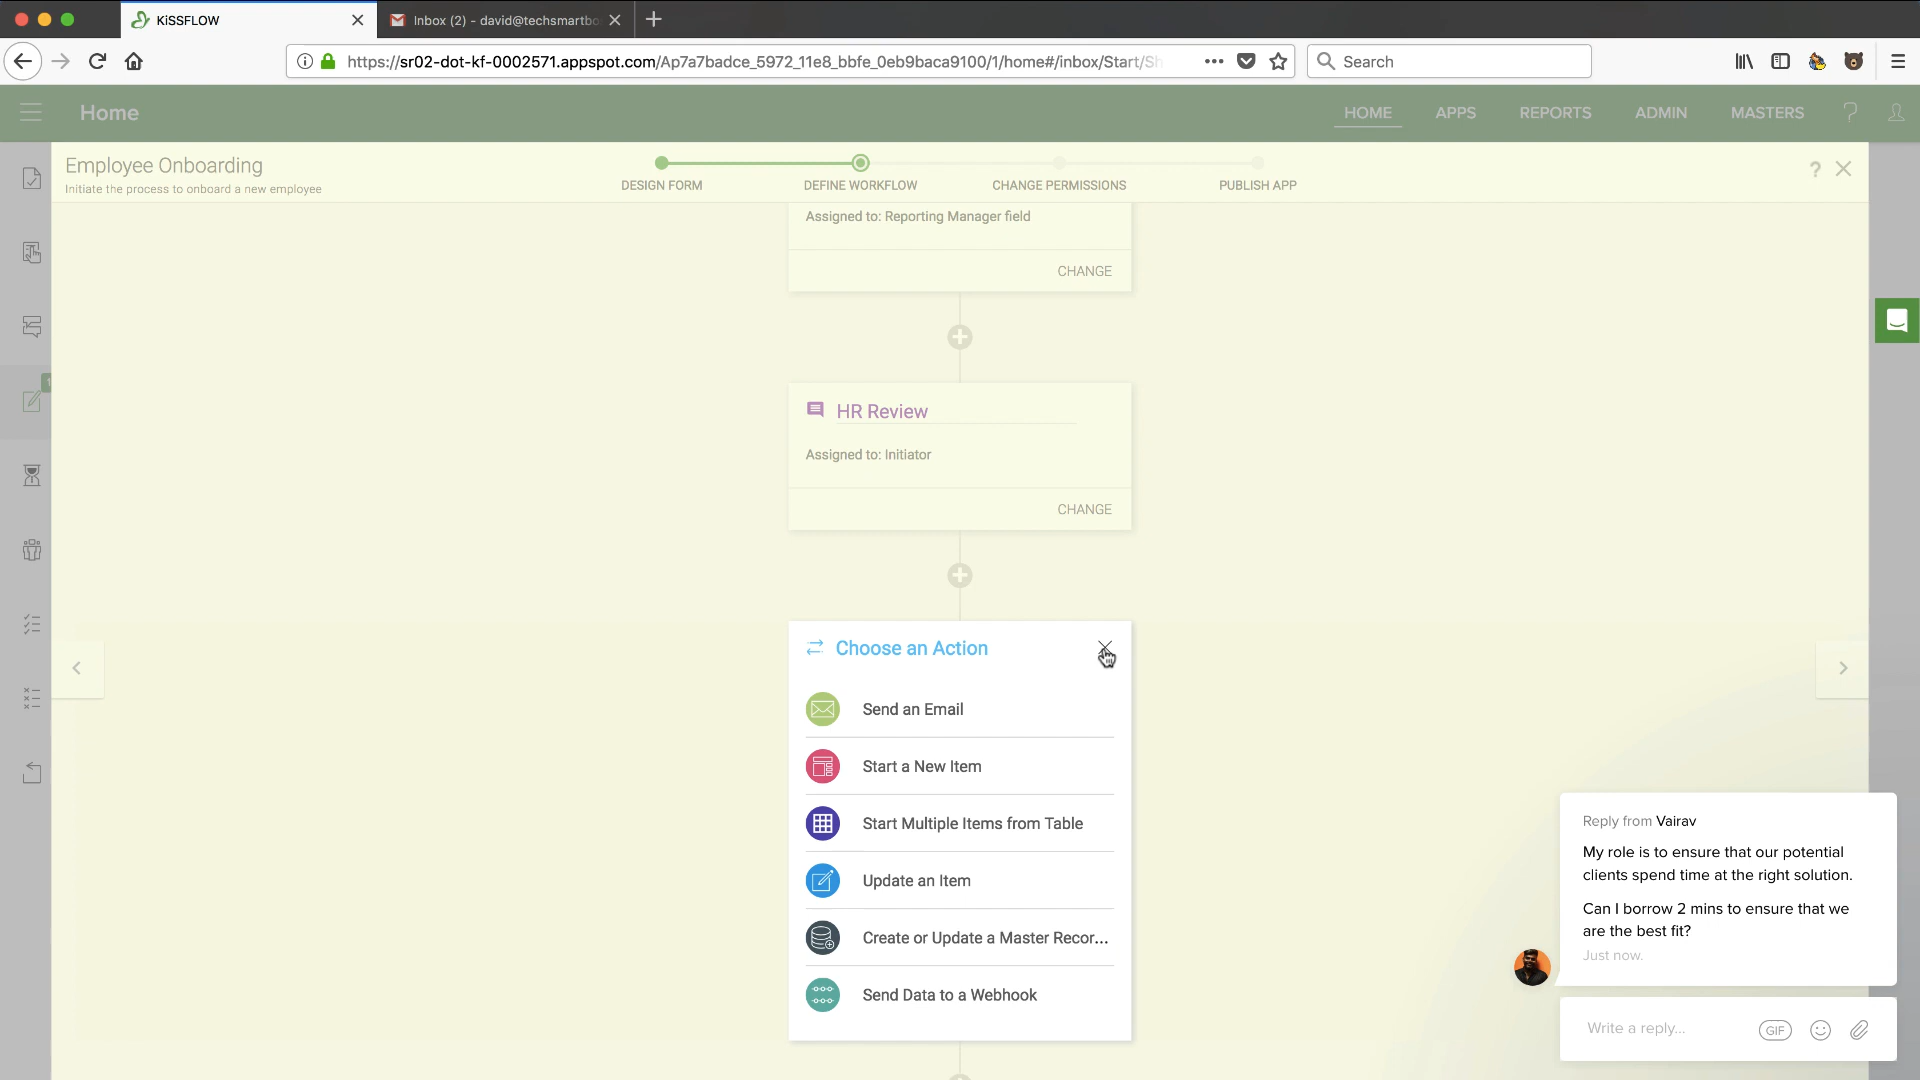 KiSSFLOW
Inbox (2) - david@techsmartbo
https://sr02-dot-kf-0002571.appspot.com/Ap7a7badce_5972_11e8_bbfe_0eb9baca9100/1/home#/inbox/Start/Sh
Search
Home
HOME
APPS
REPORTS
ADMIN
MASTERS
?
Employee Onboarding
Initiate the process to onboard a new employee
DESIGN FORM
DEFINE WORKFLOW
CHANGE PERMISSIONS
PUBLISH APP
?
Assigned to: Reporting Manager field
CHANGE
HR Review
Assigned to: Initiator
CHANGE
Choose an Action
Send an Email
Start a New Item
Start Multiple Items from Table
Update an Item
Create or Update a Master Recor...
Send Data to a Webhook
Reply from Vairav
My role is to ensure that our potential
clients spend time at the right solution.
Can I borrow 2 mins to ensure that we
are the best fit?
Just now.
Write a reply...
GIF